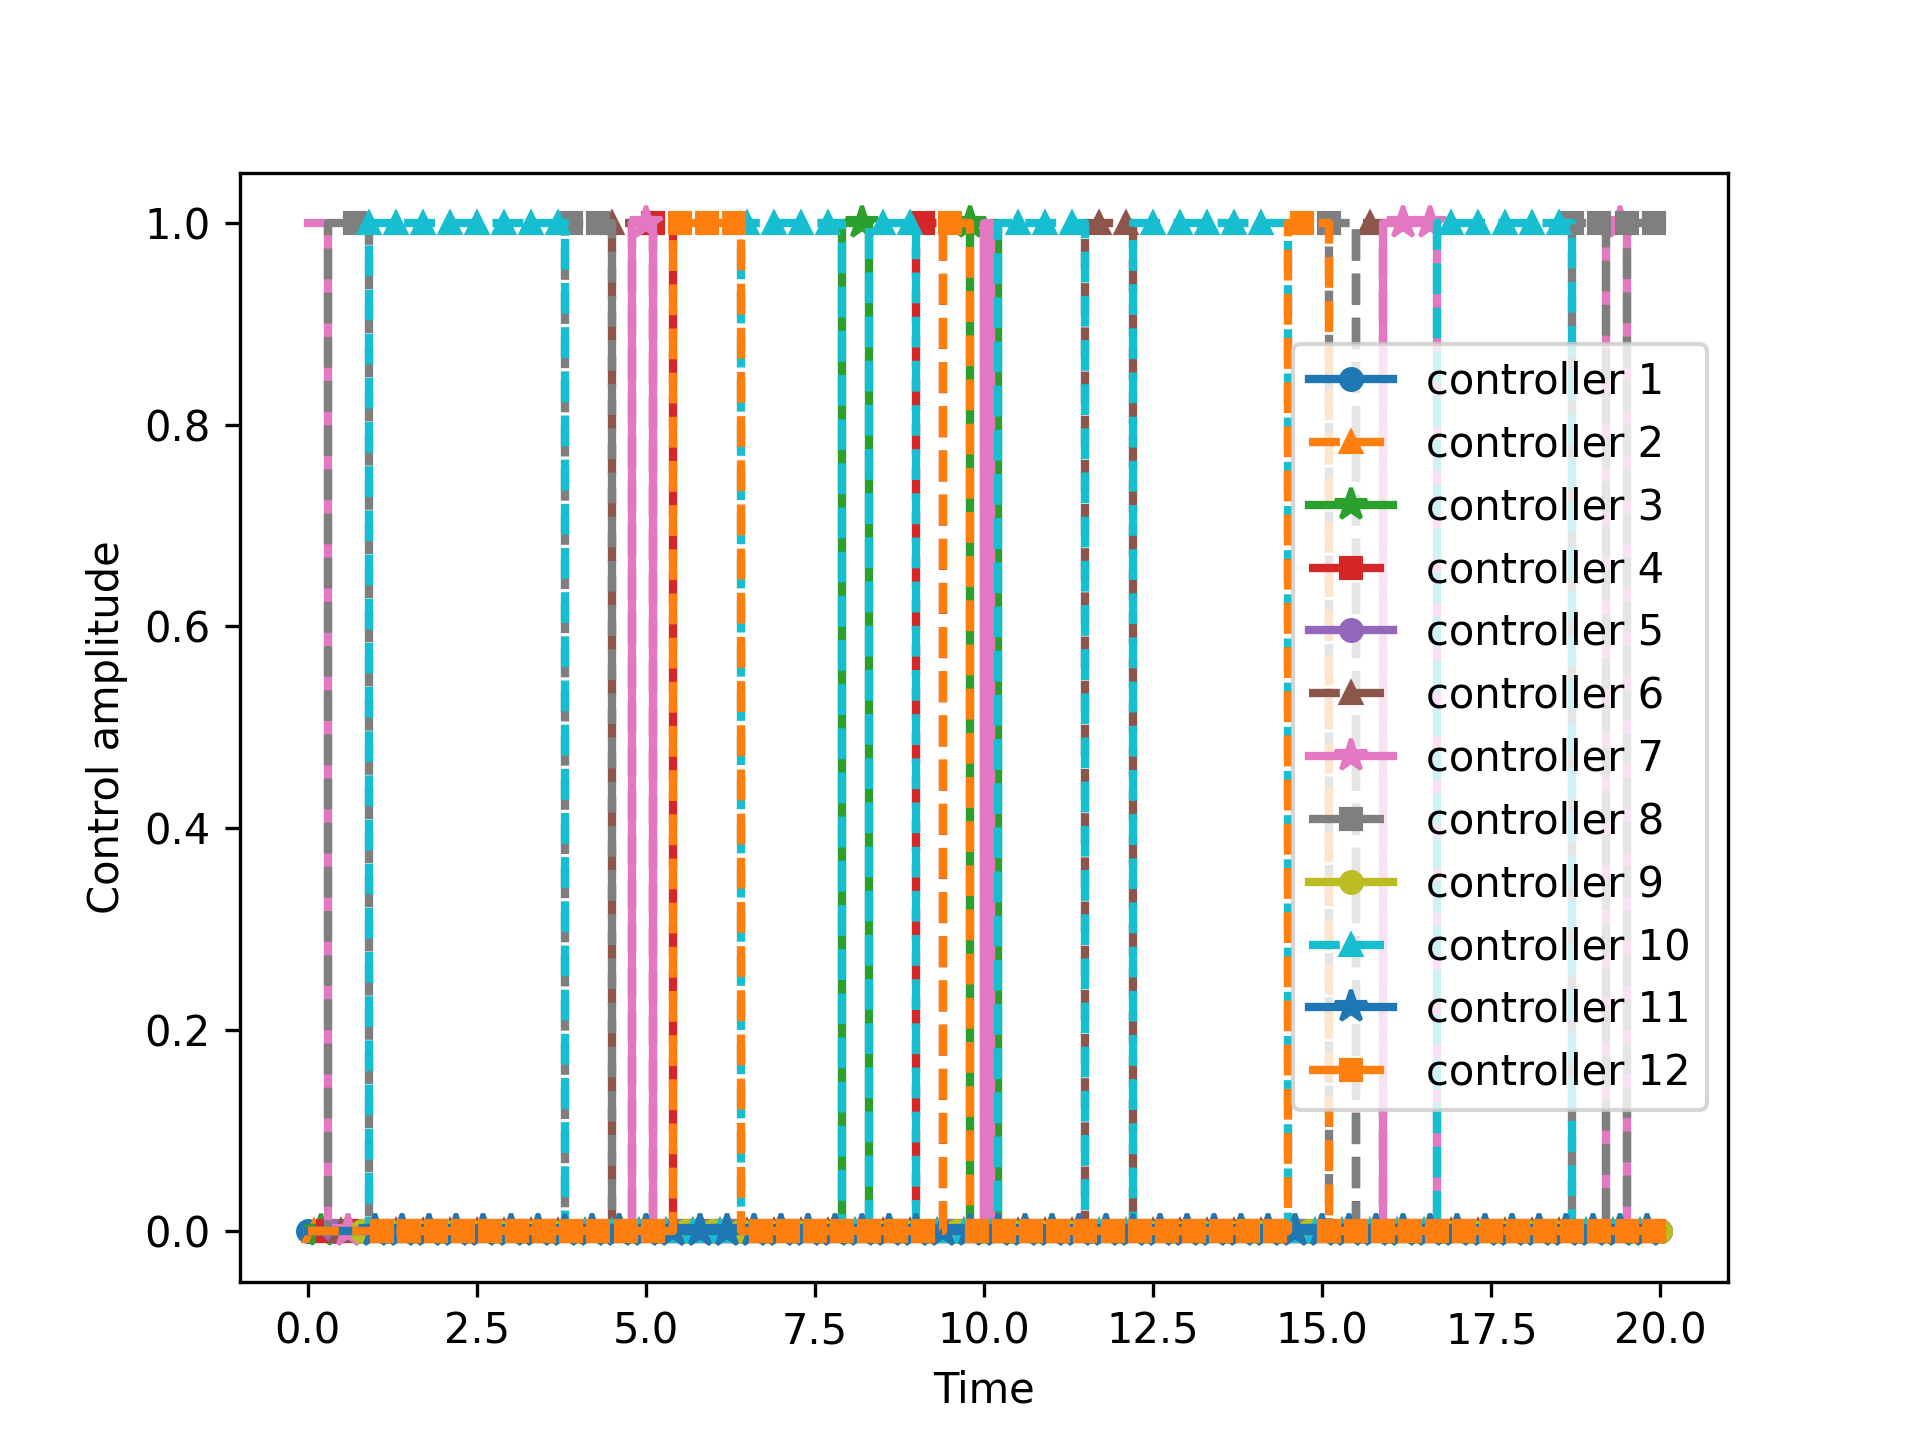 Control amplitude
1.0
0.8
0.6
0.4
0.2
0.0
controller 1
controller 2
controller 3
controller 4
controller 5
controller 6
controller 7
controller 8
controller 9
controller 10
controller 11
controller 12
0.0 2.5 5.0 7.5 10.0 12.5 15.0 17.5 20.0
Time